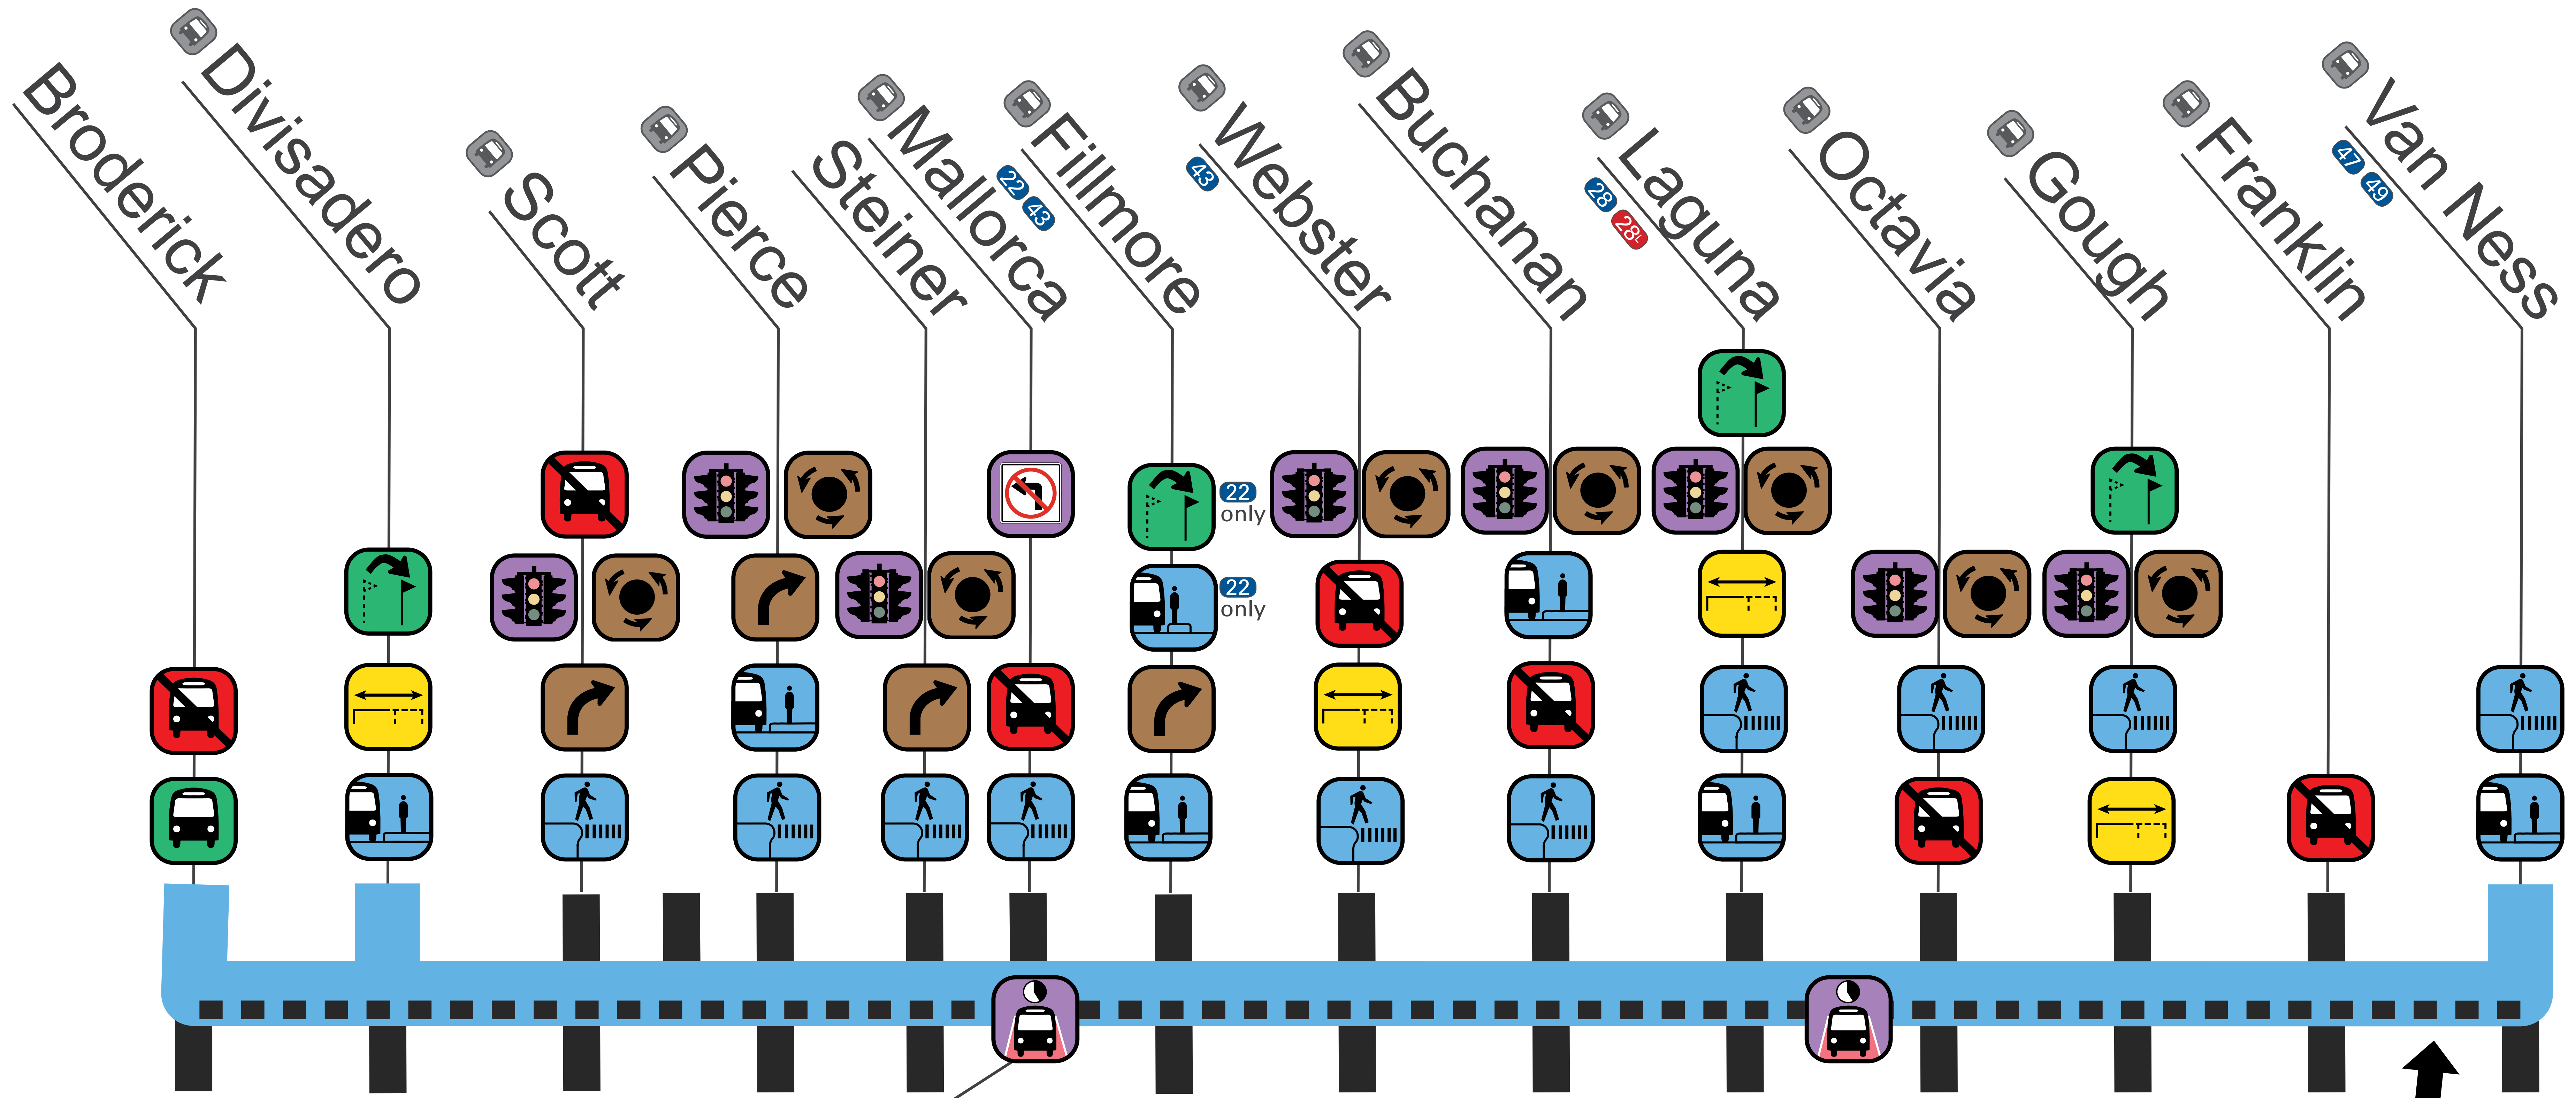 Broderick
Divisadero
Scott
Pierce
Steiner
Mallorca
22 43
Fillmore
43
Webster
Buchanan
28 28L
Laguna
Octavia
Gough
Franklin
47 49
Van Ness
22
only
22
only